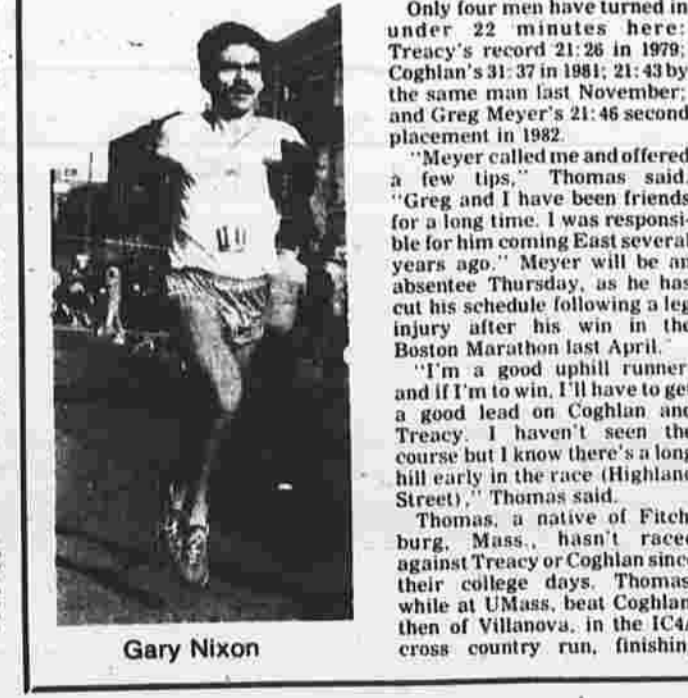 Only four men have turned in
under 22 minutes here:
Treacy's record 21:26 in 1979;
Coghlan's 31:37 in 1981; 21:43 by
the same man last November;
and Greg Meyer's 21:46 second
placement in 1982.
"Meyer called me and offered
a few tips," Thomas said.
"Greg and I have been friends
for a long time. I was responsi-
ble for him coming East several
years ago." Meyer will be an
absentee Thursday, as he has
cut his schedule following a leg
injury after his win in the
Boston Marathon last April.
"I'm a good uphill runner
and if I'm to win, I'll have to get
a good lead on Coghlan and
Treacy. I haven't seen the
course but I know there's a long
hill early in the race (Highland
Street)," Thomas said.
Thomas, a native of Fitch-
burg, Mass., hasn't raced
against Treacy or Coghlan since
their college days. Thomas
while at UMass, beat Coghlan
then of Villanova, in the IC4A
cross country run, finishin
Gary Nixon